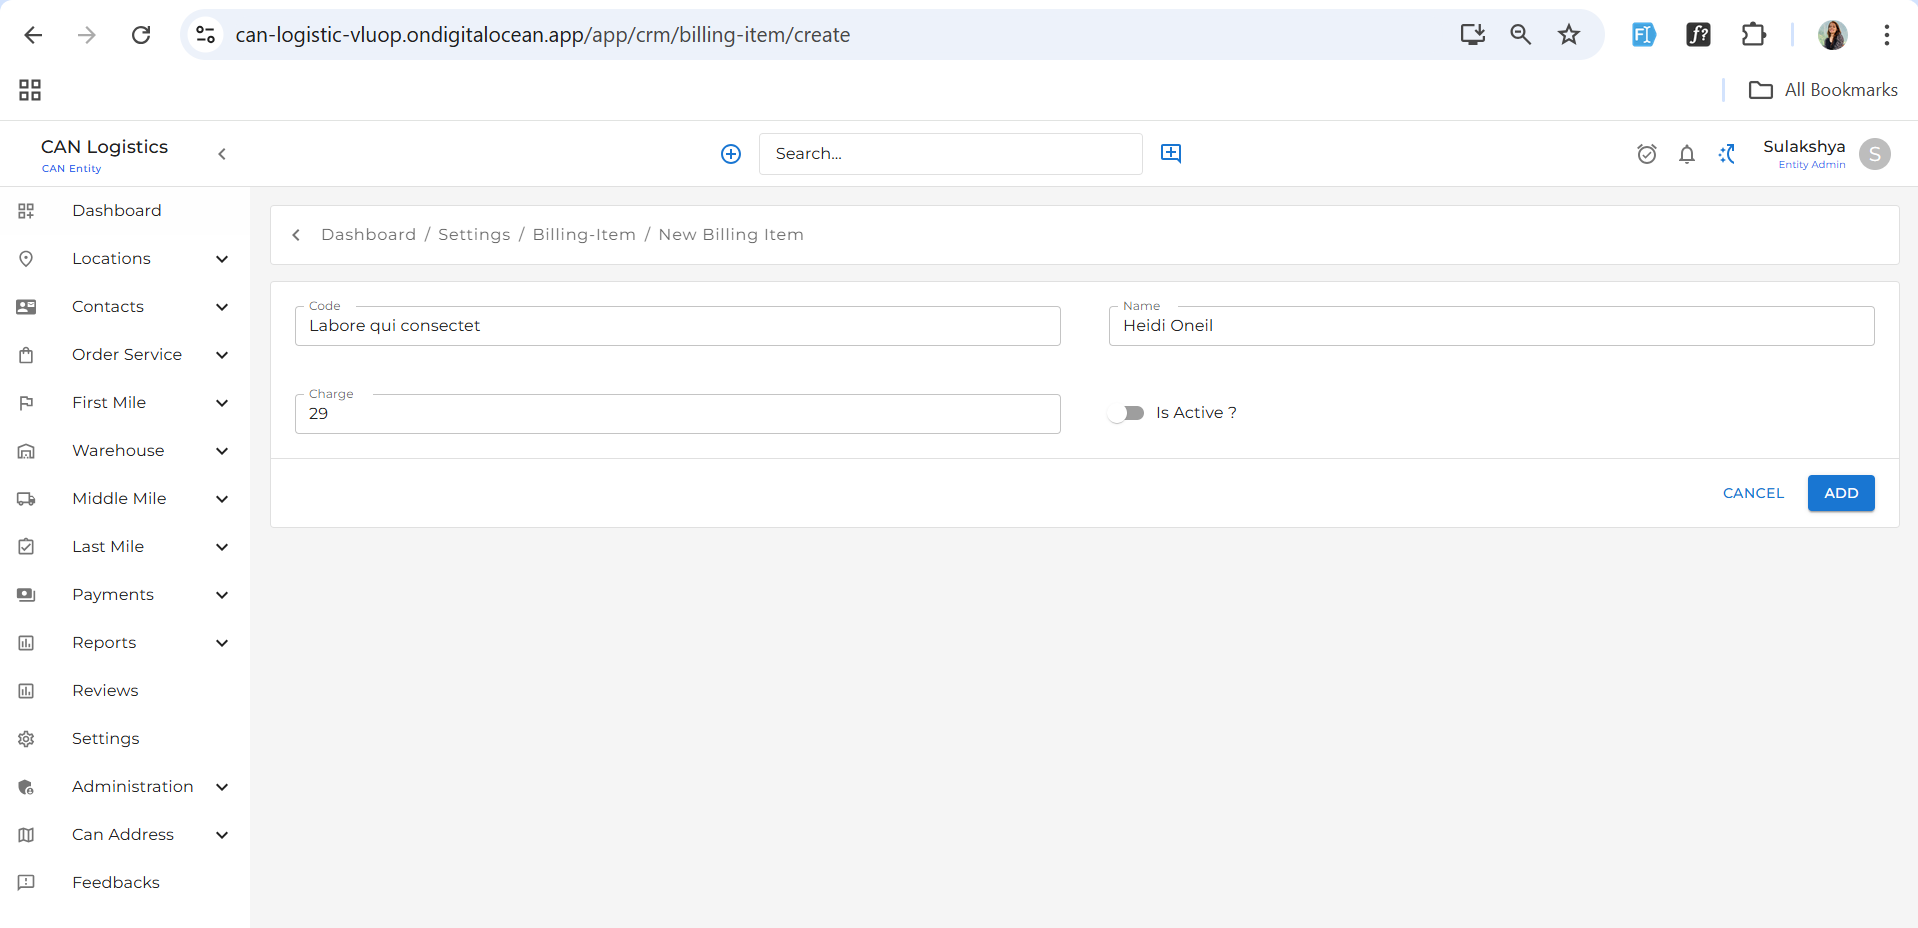 can-logistic-vluop.ondigitalocean.app/app/crm/billing-item/create
All Bookmarks
CAN Logistics
CAN Entity
Search...
Sulakshya
Entity Admin
S
Dashboard
Locations
Contacts
Order Service
First Mile
Warehouse
Middle Mile
Last Mile
Payments
Reports
Reviews
Settings
Administration
Can Address
Feedbacks
Dashboard / Settings / Billing-Item / New Billing Item
Code
Labore qui consectet
Name
Heidi Oneil
Charge
29
Is Active ?
CANCEL
ADD